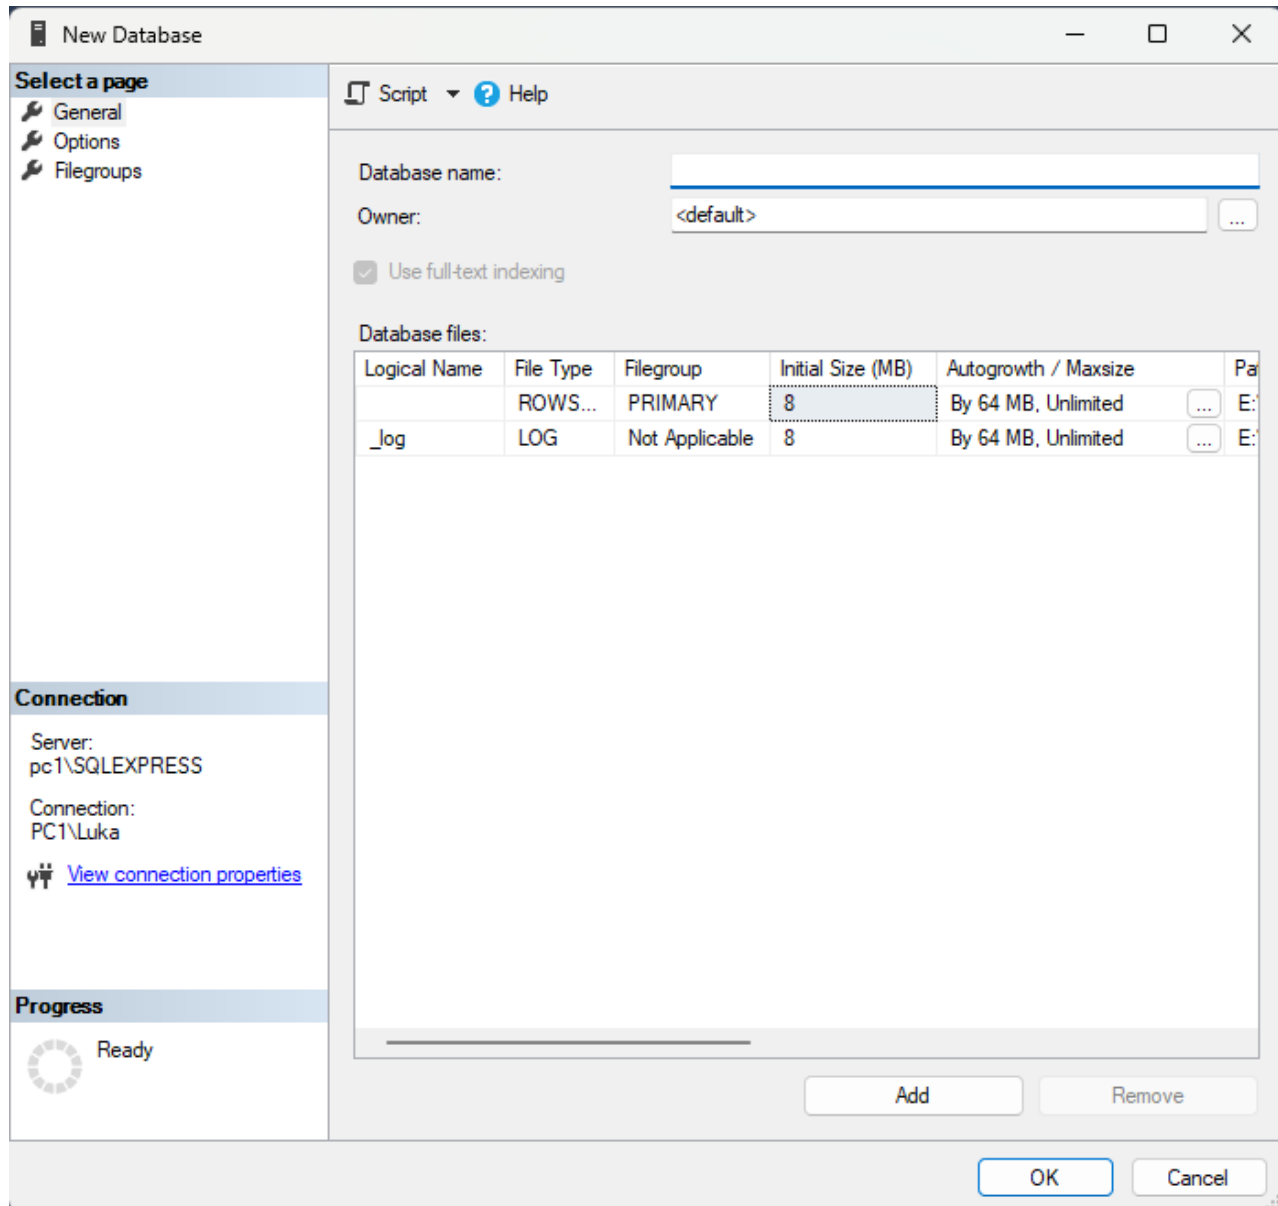 New Database
Select a page
General
Options
Filegroups
Script Help
Database name:
Owner: <default> ...
Use full-text indexing
Database files:
Logical Name File Type Filegroup Initial Size (MB) Autogrowth / Maxsize
ROWS... PRIMARY 8 By 64 MB, Unlimited ... E:
_log LOG Not Applicable 8 By 64 MB, Unlimited ... E:
Connection
Server:
pc1\SQLEXPRESS
Connection:
PC1\Luka
View connection properties
Progress
Ready
Add Remove
OK Cancel